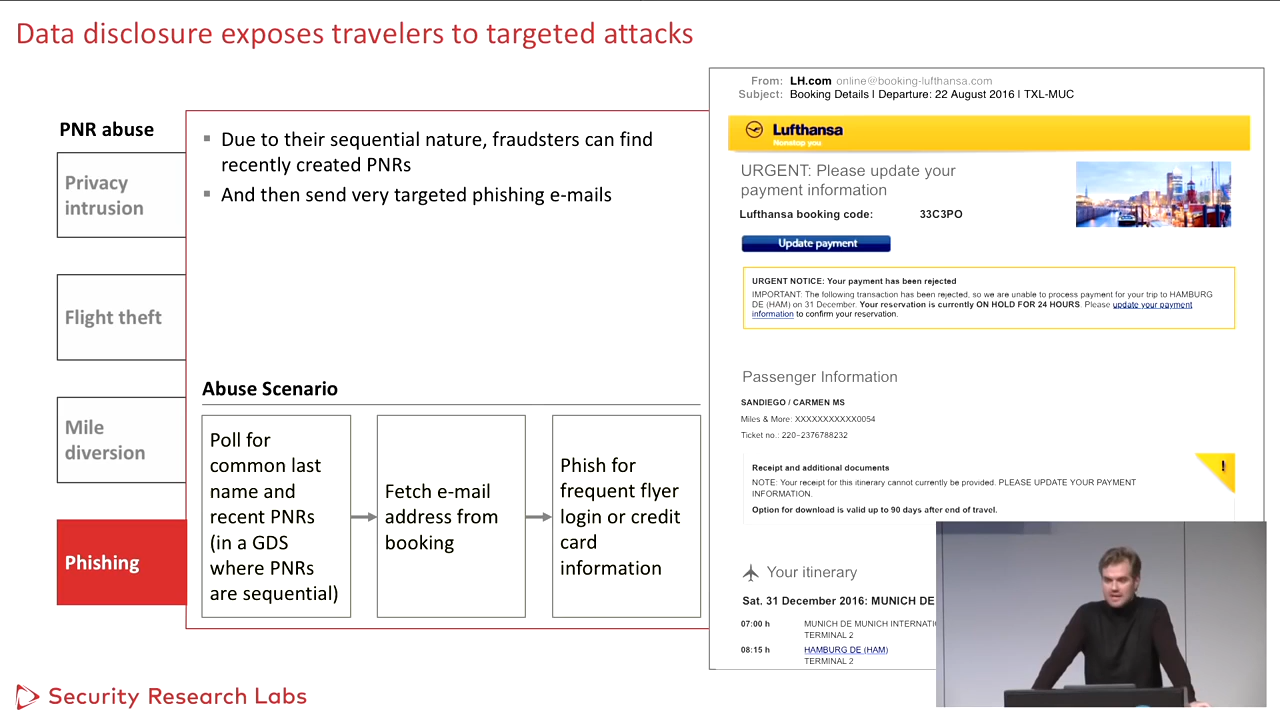 Data disclosure exposes travelers to targeted attacks
PNR abuse
Privacy
intrusion
Flight theft
Mile
diversion
Phishing
Due to their sequential nature, fraudsters can find
recently created PNRs
And then send very targeted phishing e-mails
Abuse Scenario
Poll for
common last
name and
recent PNRs
(in a GDS
where PNRs
are sequential)
Fetch e-mail
address from
booking
Phish for
frequent flyer
login or credit
card
information
From: LH.com online@booking-lufthansa.com
Subject: Booking Details | Departure: 22 August 2016 | TXL-MUC
Lufthansa
Nonstop you
URGENT: Please update your
payment information
Lufthansa booking code: 33C3PO
Update payment
URGENT NOTICE: Your payment has been rejected
IMPORTANT: The following transaction has been rejected, so we are unable to process payment for your trip to HAMBURG
DE (HAM) on 31 December. Your reservation is currently ON HOLD FOR 24 HOURS. Please update your payment
information to confirm your reservation.
Passenger Information
SANDIEGO / CARMEN MS
Miles & More: XXXXXXXXXXX0054
Ticket no.: 220-2376788232
Receipt and additional documents
!
NOTE: Your receipt for this itinerary cannot currently be provided. PLEASE UPDATE YOUR PAYMENT
INFORMATION.
Option for download is valid up to 90 days after end of travel.
Your itinerary
Sat. 31 December 2016: MUNICH DE
07:00 h MUNICH DE MUNICH INTERNATI
TERMINAL 2
08:15 h HAMBURG DE (HAM)
TERMINAL 2
Security Research Labs